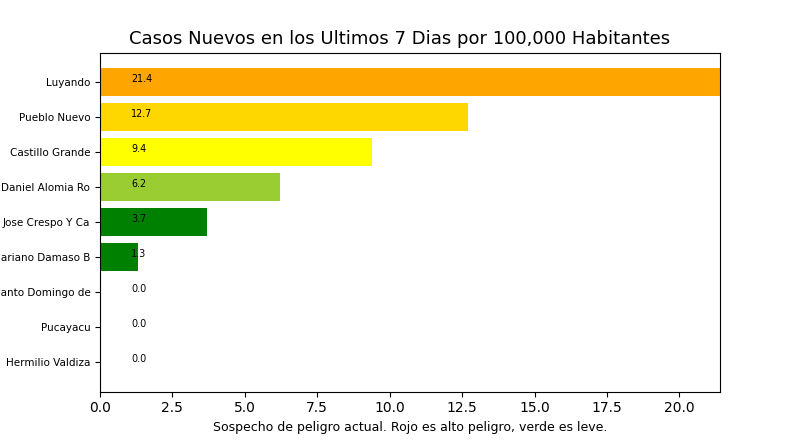 Casos Nuevos en los Ultimos 7 Dias por 100,000 Habitantes
Luyando 21.4
Pueblo Nuevo 12.7
Castillo Grande 9.4
Daniel Alomia Ro 6.2
Jose Crespo Y Ca 3.7
ariano Damaso B 1.3
anto Domingo de 0.0
Pucayacu 0.0
Hermilio Valdiza 0.0
0.0 2.5 5.0 7.5 10.0 12.5 15.0 17.5 20.0
Sospecho de peligro actual. Rojo es alto peligro, verde es leve.